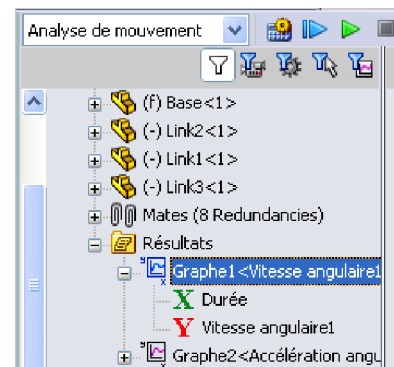 Analyse de mouvement
(f) Base<1>
(-) Link2<1>
(-) Link1<1>
(-) Link3<1>
Mates (8 Redundancies)
Résultats
Graphe1<Vitesse angulaire1
X Durée
Y Vitesse angulaire1
Graphe2<Accélération angu